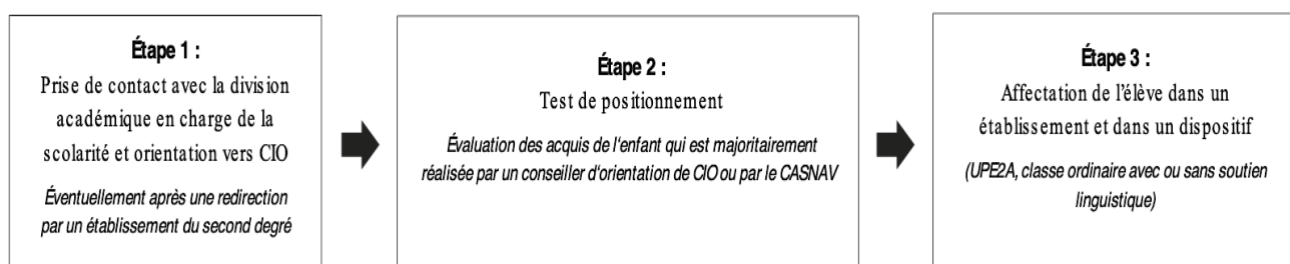 Étape 1 :
Prise de contact avec la division
académique en charge de la
scolarité et orientation vers CIO
Éventuellement après une redirection
par un établissement du second degré
Étape 2 :
Test de positionnement
Évaluation des acquis de l'enfant qui est majoritairement
réalisée par un conseiller d'orientation de CIO ou par le CASNAV
Étape 3 :
Affectation de l'élève dans un
établissement et dans un dispositif
(UPE2A, classe ordinaire avec ou sans soutien
linguistique)